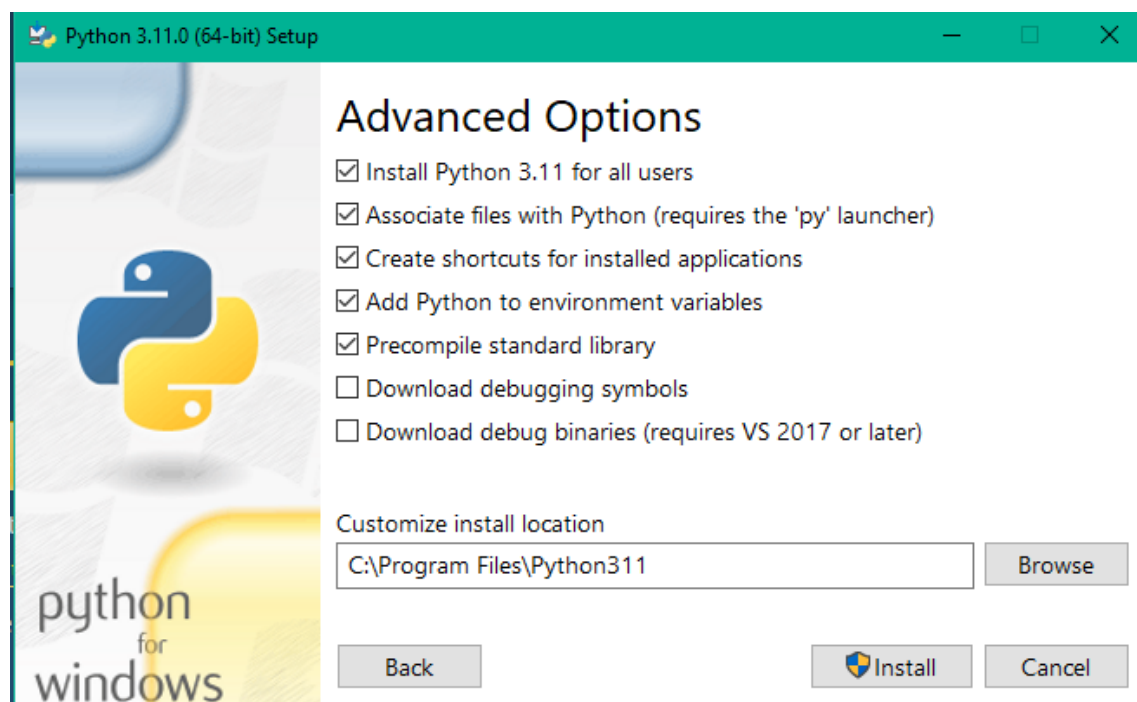 Python 3.11.0 (64-bit) Setup
Advanced Options
Install Python 3.11 for all users
Associate files with Python (requires the 'py' launcher)
Create shortcuts for installed applications
Add Python to environment variables
Precompile standard library
Download debugging symbols
Download debug binaries (requires VS 2017 or later)
Customize install location
C:\Program Files\Python311
Browse
python
for
windows
Back
Install
Cancel